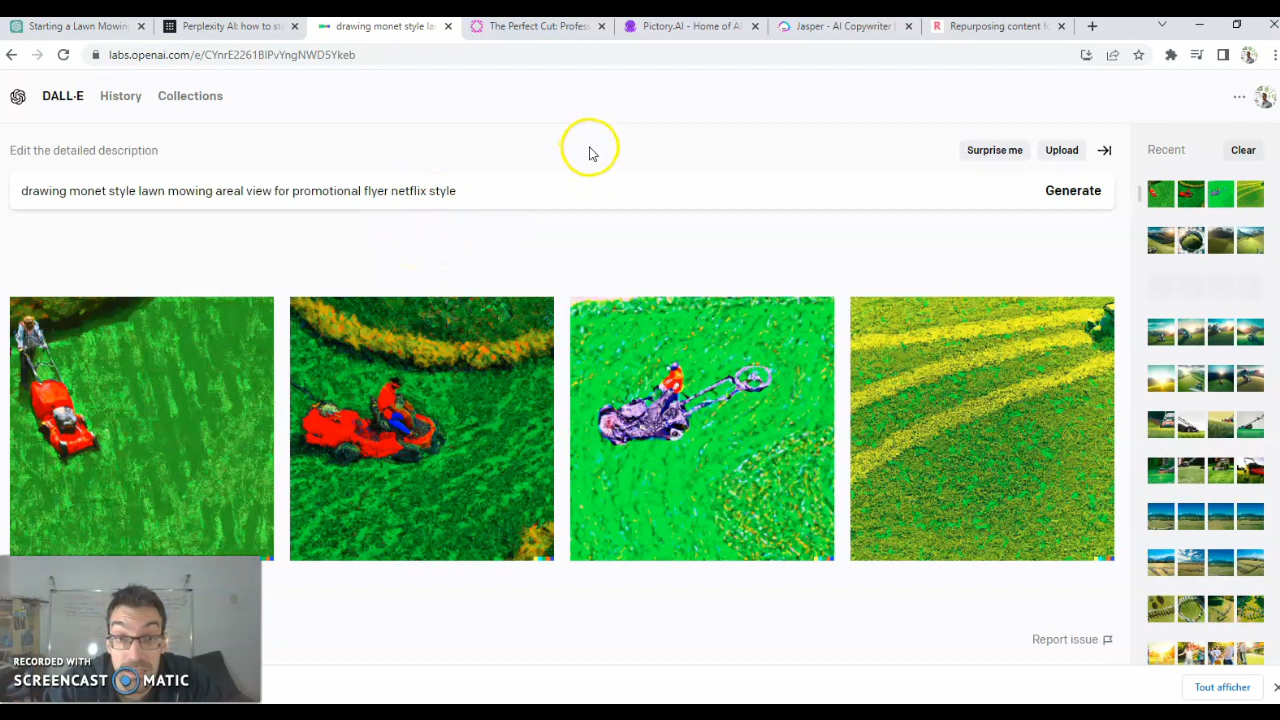 Starting a Lawn Mowing
Perplexity AI: how to st
drawing monet style la
The Perfect Cut: Profess
Pictory.AI - Home of A
Jasper - AI Copywriter
Repurposing content fo
labs.openai.com/e/CYnrE2261BIPvYngNWD5Ykeb
DALL·E
History
Collections
Edit the detailed description
Surprise me
Upload
Recent
Clear
drawing monet style lawn mowing areal view for promotional flyer netflix style
Generate
Report issue
RECORDED WITH
SCREENCAST MATIC
Tout afficher